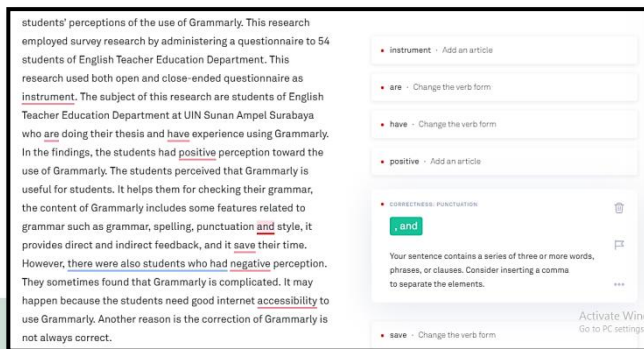 students' perceptions of the use of Grammarly. This research
employed survey research by administering a questionnaire to 54
students of English Teacher Education Department. This
research used both open and close-ended questionnaire as
instrument. The subject of this research are students of English
Teacher Education Department at UIN Sunan Ampel Surabaya
who are doing their thesis and have experience using Grammarly.
In the findings, the students had positive perception toward the
use of Grammarly. The students perceived that Grammarly is
useful for students. It helps them for checking their grammar,
the content of Grammarly includes some features related to
grammar such as grammar, spelling, punctuation and style, it
provides direct and indirect feedback, and it save their time.
However, there were also students who had negative perception.
They sometimes found that Grammarly is complicated. It may
happen because the students need good internet accessibility to
use Grammarly. Another reason is the correction of Grammarly is
not always correct.
instrument · Add an article
are · Change the verb form
have · Change the verb form
positive · Add an article
CORRECTNESS: PUNCTUATION
, and
Your sentence contains a series of three or more words,
phrases, or clauses. Consider inserting a comma
to separate the elements.
save · Change the verb form
Activate Win
Go to PC settings